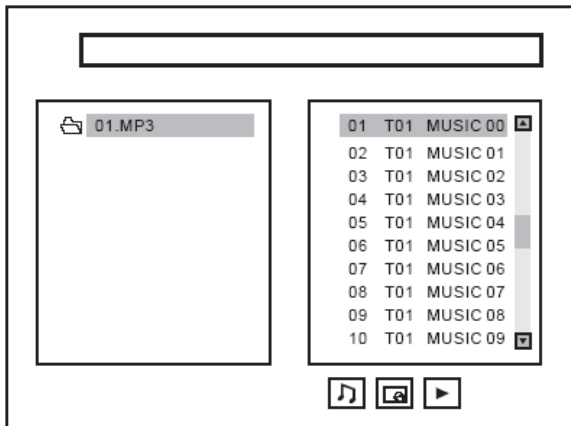 01.MP3
01 T01 MUSIC 00
02 T01 MUSIC 01
03 T01 MUSIC 02
04 T01 MUSIC 03
05 T01 MUSIC 04
06 T01 MUSIC 05
07 T01 MUSIC 06
08 T01 MUSIC 07
09 T01 MUSIC 08
10 T01 MUSIC 09